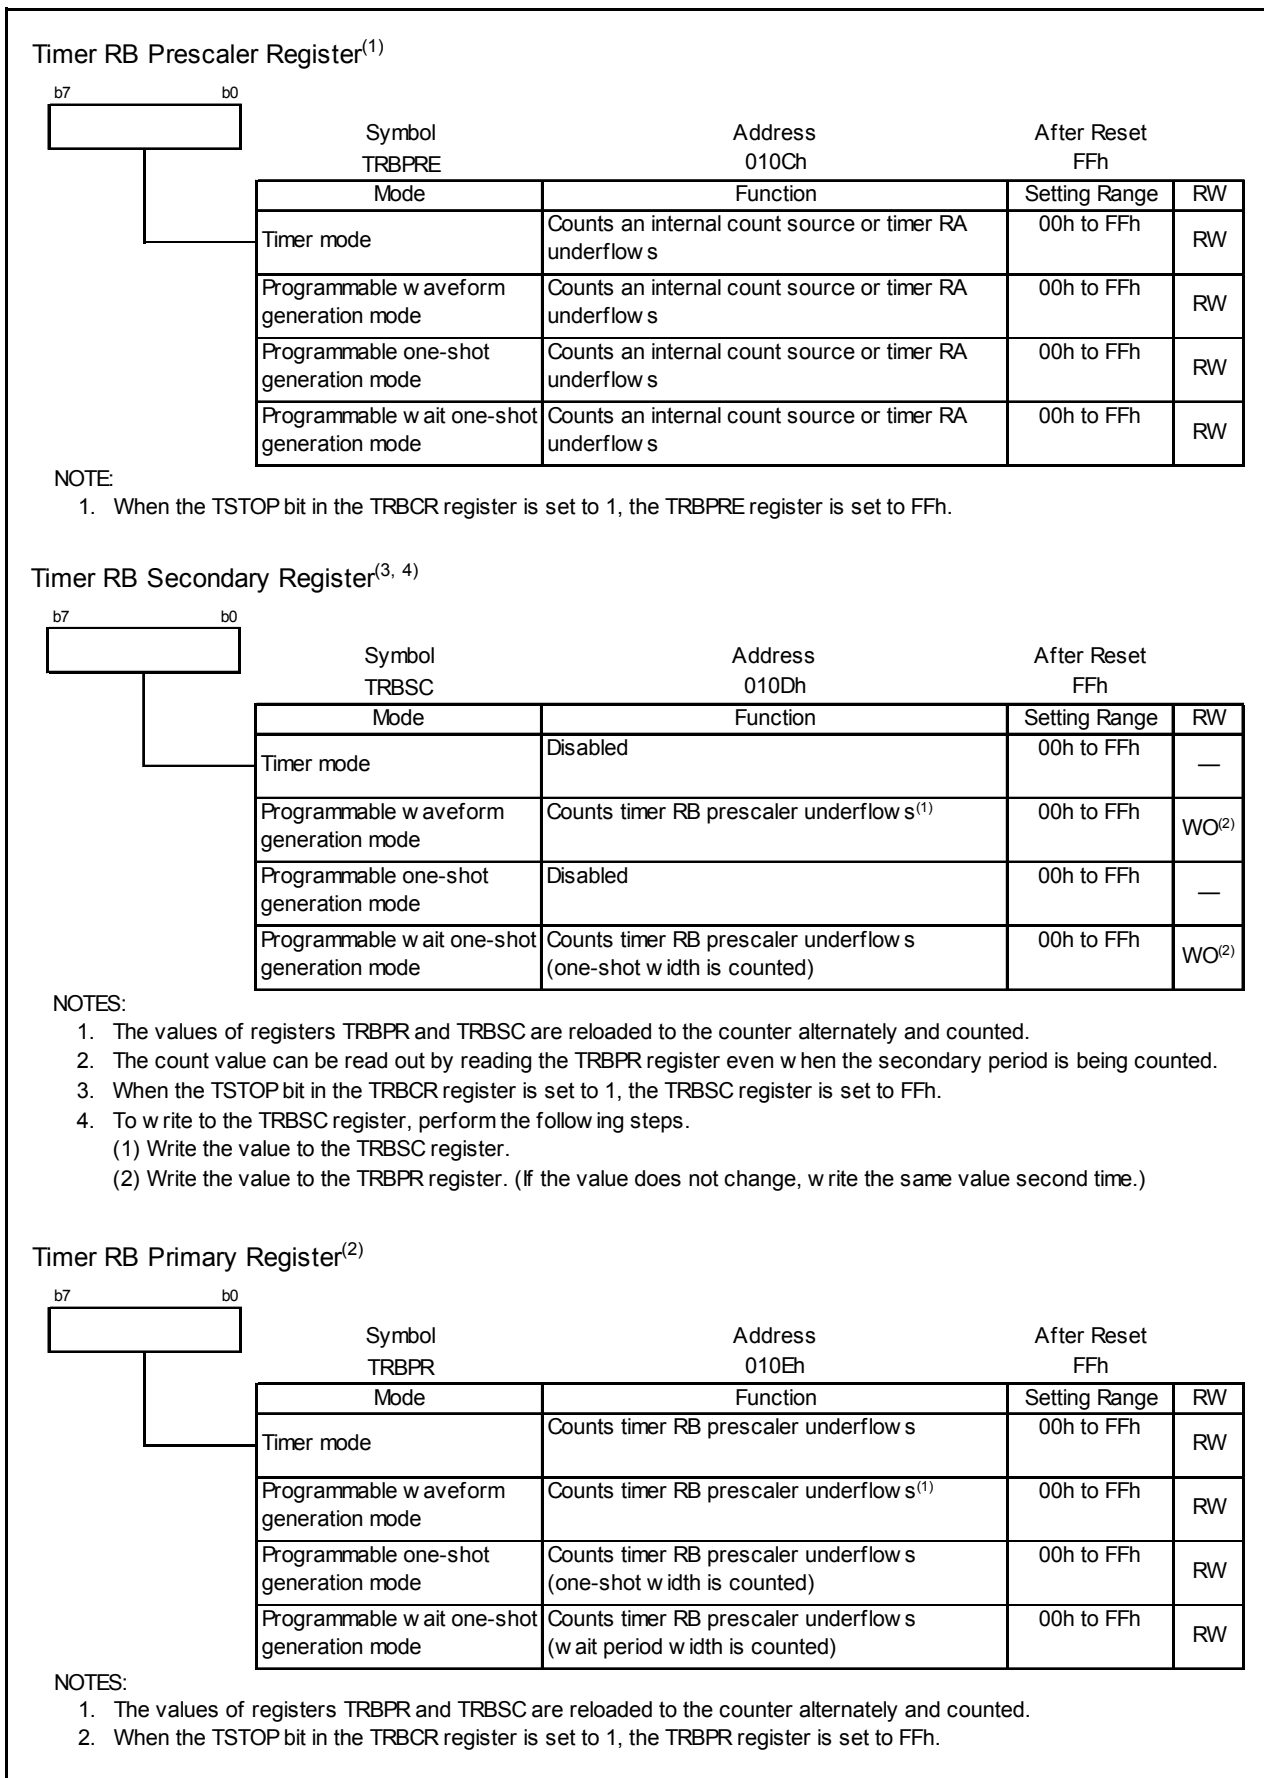 Timer RB Prescaler Register(1)
b7 b0
Symbol Address After Reset
TRBPRE 010Ch FFh
Mode Function Setting Range RW
Timer mode Counts an internal count source or timer RA underflows 00h to FFh RW
Programmable waveform generation mode Counts an internal count source or timer RA underflows 00h to FFh RW
Programmable one-shot generation mode Counts an internal count source or timer RA underflows 00h to FFh RW
Programmable wait one-shot generation mode Counts an internal count source or timer RA underflows 00h to FFh RW
NOTE:
1. When the TSTOP bit in the TRBCR register is set to 1, the TRBPRE register is set to FFh.
Timer RB Secondary Register(3, 4)
b7 b0
Symbol Address After Reset
TRBSC 010Dh FFh
Mode Function Setting Range RW
Timer mode Disabled 00h to FFh —
Programmable waveform generation mode Counts timer RB prescaler underflows(1) 00h to FFh WO(2)
Programmable one-shot generation mode Disabled 00h to FFh —
Programmable wait one-shot generation mode Counts timer RB prescaler underflows (one-shot width is counted) 00h to FFh WO(2)
NOTES:
1. The values of registers TRBPR and TRBSC are reloaded to the counter alternately and counted.
2. The count value can be read out by reading the TRBPR register even when the secondary period is being counted.
3. When the TSTOP bit in the TRBCR register is set to 1, the TRBSC register is set to FFh.
4. To write to the TRBSC register, perform the following steps.
(1) Write the value to the TRBSC register.
(2) Write the value to the TRBPR register. (If the value does not change, write the same value second time.)
Timer RB Primary Register(2)
b7 b0
Symbol Address After Reset
TRBPR 010Eh FFh
Mode Function Setting Range RW
Timer mode Counts timer RB prescaler underflows 00h to FFh RW
Programmable waveform generation mode Counts timer RB prescaler underflows(1) 00h to FFh RW
Programmable one-shot generation mode Counts timer RB prescaler underflows (one-shot width is counted) 00h to FFh RW
Programmable wait one-shot generation mode Counts timer RB prescaler underflows (wait period width is counted) 00h to FFh RW
NOTES:
1. The values of registers TRBPR and TRBSC are reloaded to the counter alternately and counted.
2. When the TSTOP bit in the TRBCR register is set to 1, the TRBPR register is set to FFh.